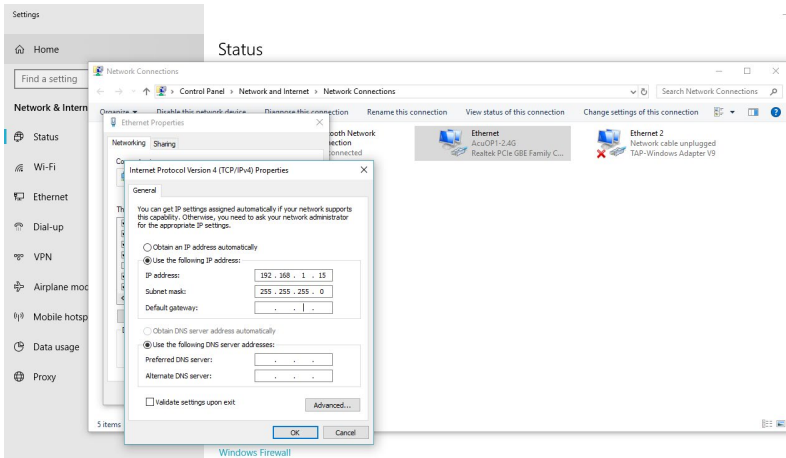 Settings
Home
Status
Find a setting
Network & Intern
Status
Wi-Fi
Ethernet
Dial-up
VPN
Airplane mod
Mobile hotsp
Data usage
Proxy
Windows Firewall
Network Connections
Control Panel > Network and Internet > Network Connections
Search Network Connections
Organize Disable this network device Diagnose this connection Rename this connection View status of this connection Change settings of this connection
ooth Network
nection
connected
Ethernet
AcuOP1-2.4G
Realtek PCIe GBE Family C...
Ethernet 2
Network cable unplugged
TAP-Windows Adapter V9
5 items
Ethernet Properties
Networking Sharing
Co
Th
Internet Protocol Version 4 (TCP/IPv4) Properties
General
You can get IP settings assigned automatically if your network supports
this capability. Otherwise, you need to ask your network administrator
for the appropriate IP settings.
Obtain an IP address automatically
Use the following IP address:
IP address: 192 . 168 . 1 . 15
Subnet mask: 255 . 255 . 255 . 0
Default gateway: . . .
Obtain DNS server address automatically
Use the following DNS server addresses:
Preferred DNS server: . . .
Alternate DNS server: . . .
Validate settings upon exit
Advanced...
OK Cancel